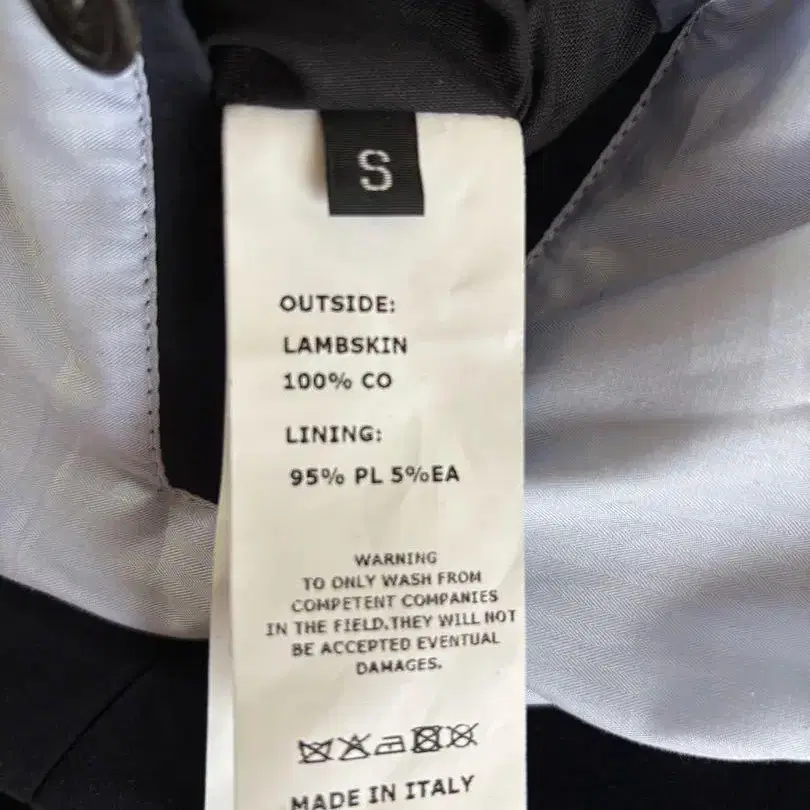 S
OUTSIDE:
LAMBSKIN
100% CO
LINING:
95% PL 5%EA
WARNING
TO ONLY WASH FROM
COMPETENT COMPANIES
IN THE FIELD.THEY WILL NOT
BE ACCEPTED EVENTUAL
DAMAGES.
MADE IN ITALY